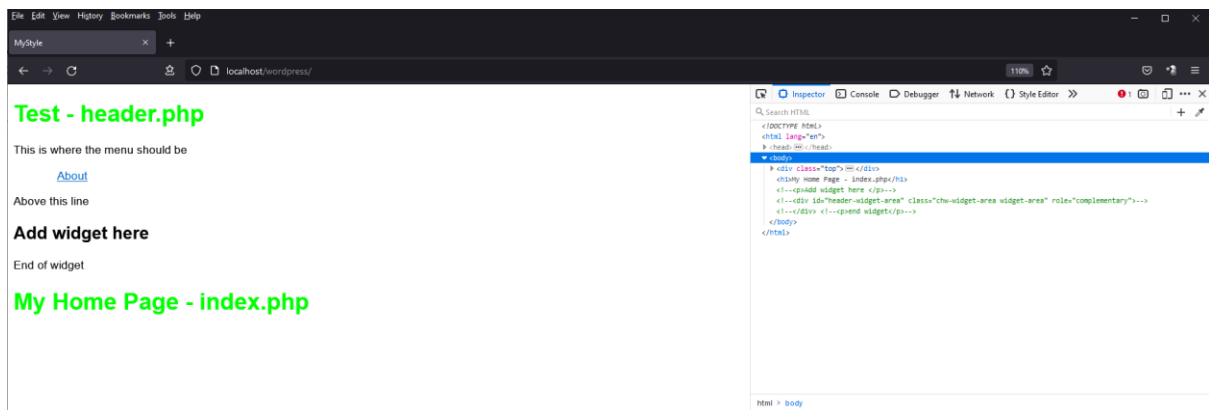 File Edit View History Bookmarks Tools Help
MyStyle
localhost/wordpress/
110%
Test - header.php
This is where the menu should be
About
Above this line
Add widget here
End of widget
My Home Page - index.php
Inspector Console Debugger Network Style Editor 1
Search HTML
<!DOCTYPE html>
<html lang="en">
<head> </head>
<body>
<div class="top"> </div>
<h1>My Home Page - index.php</h1>
<!--<p>Add widget here </p>-->
<!--<div id="header-widget-area" class="chw-widget-area widget-area" role="complementary">-->
<!--</div> <!--<p>end widget</p>-->
</body>
</html>
html > body